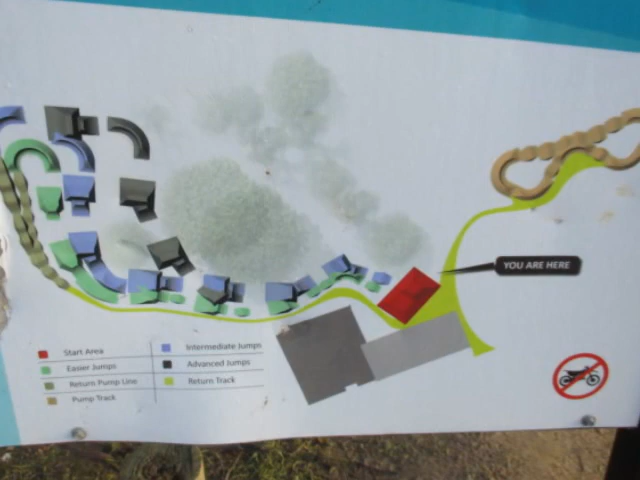 YOU ARE HERE
Start Area
Easier Jumps
Return Pump Line
Pump Track
Intermediate Jumps
Advanced Jumps
Return Track